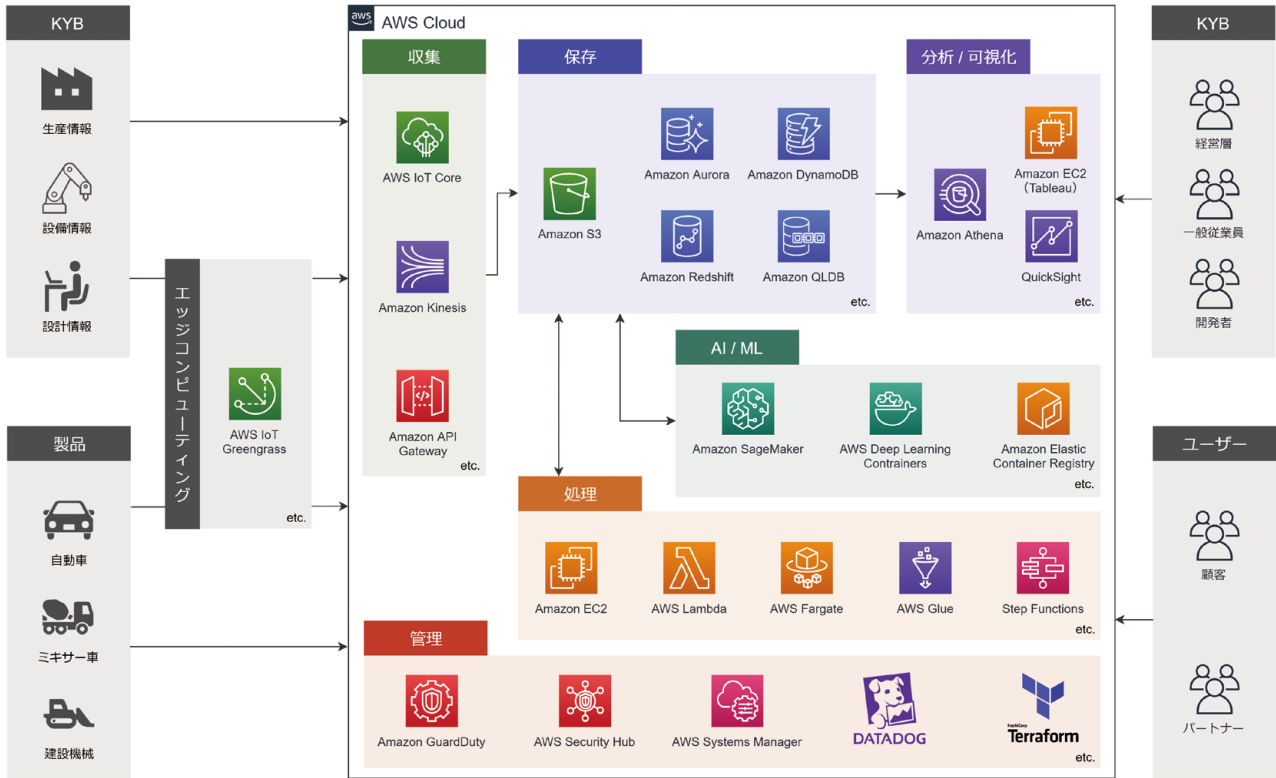 KYB
生産情報
設備情報
設計情報
製品
自動車
ミキサー車
建設機械
エッジコンピューティング
AWS IoT
Greengrass
etc.
aws
AWS Cloud
収集
AWS IoT Core
Amazon Kinesis
Amazon API
Gateway
etc.
保存
Amazon S3
Amazon Aurora
Amazon DynamoDB
Amazon Redshift
Amazon QLDB
etc.
分析 / 可視化
Amazon Athena
Amazon EC2
（Tableau）
QuickSight
etc.
AI / ML
Amazon SageMaker
AWS Deep Learning
Contrainers
Amazon Elastic
Container Registry
etc.
処理
Amazon EC2
AWS Lambda
AWS Fargate
AWS Glue
Step Functions
etc.
管理
Amazon GuardDuty
AWS Security Hub
AWS Systems Manager
DATADOG
HashiCorp
Terraform
etc.
KYB
経営層
一般従業員
開発者
ユーザー
顧客
パートナー